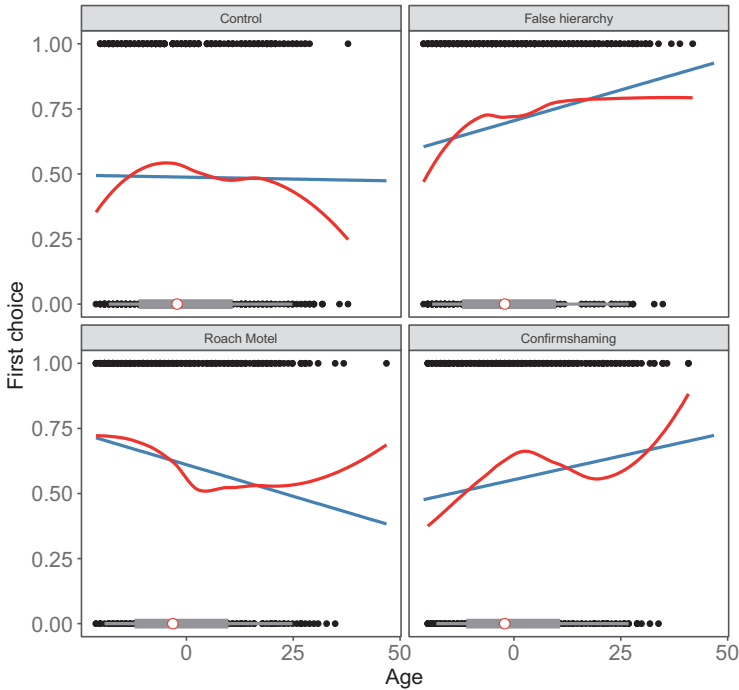 Control
False hierarchy
1.00
0.75
0.50
0.25
0.00
First choice
Roach Motel
Confirmshaming
1.00
0.75
0.50
0.25
0.00
0 25 50
0 25 50
Age